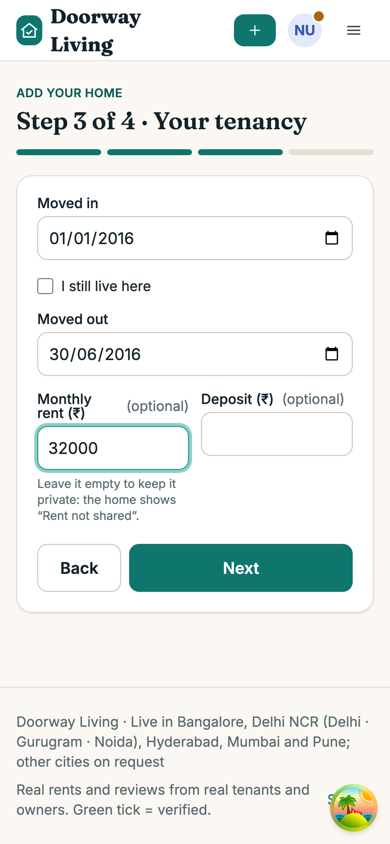 Doorway
Living
NU
ADD YOUR HOME
Step 3 of 4 · Your tenancy
Moved in
01/01/2016
I still live here
Moved out
30/06/2016
Monthly
rent (₹) (optional)
Deposit (₹) (optional)
32000
Leave it empty to keep it
private: the home shows
“Rent not shared”.
Back
Next
Doorway Living · Live in Bangalore, Delhi NCR (Delhi ·
Gurugram · Noida), Hyderabad, Mumbai and Pune;
other cities on request
Real rents and reviews from real tenants and
owners. Green tick = verified.